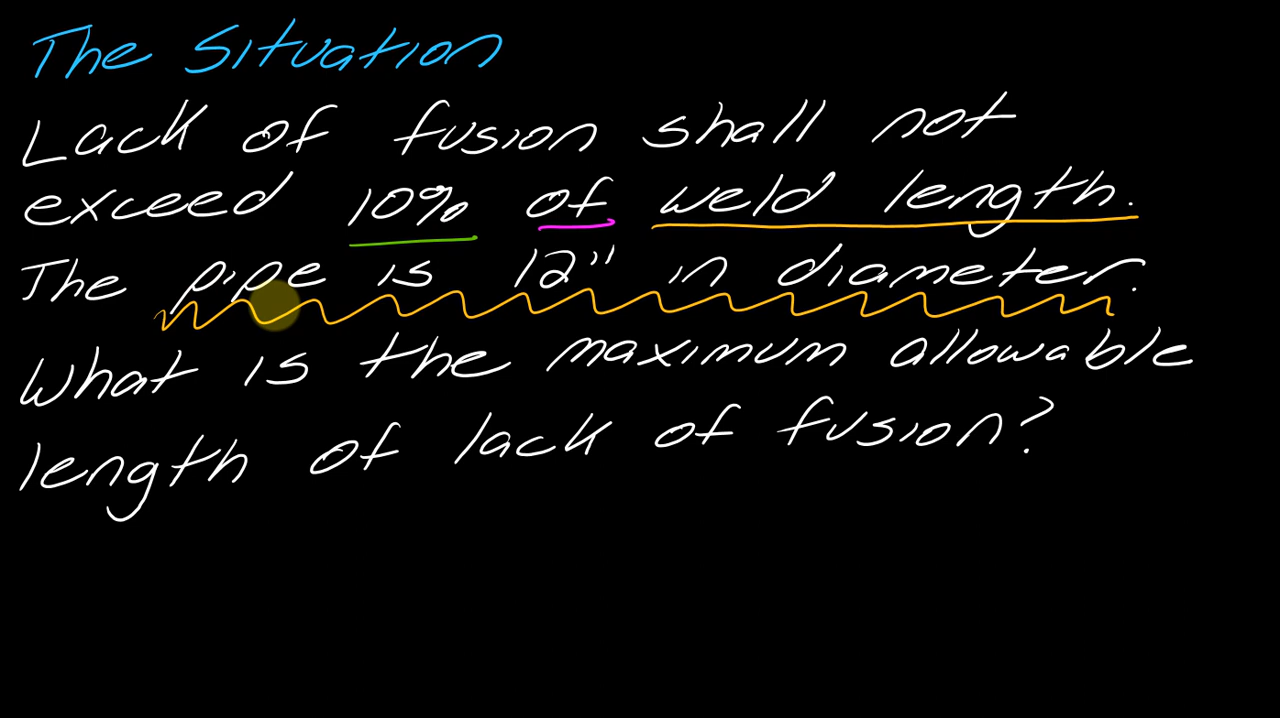 The Situation
Lack of fusion shall not
exceed 10% of weld length.
The pipe is 12" in diameter.
What is the maximum allowable
length of lack of fusion?